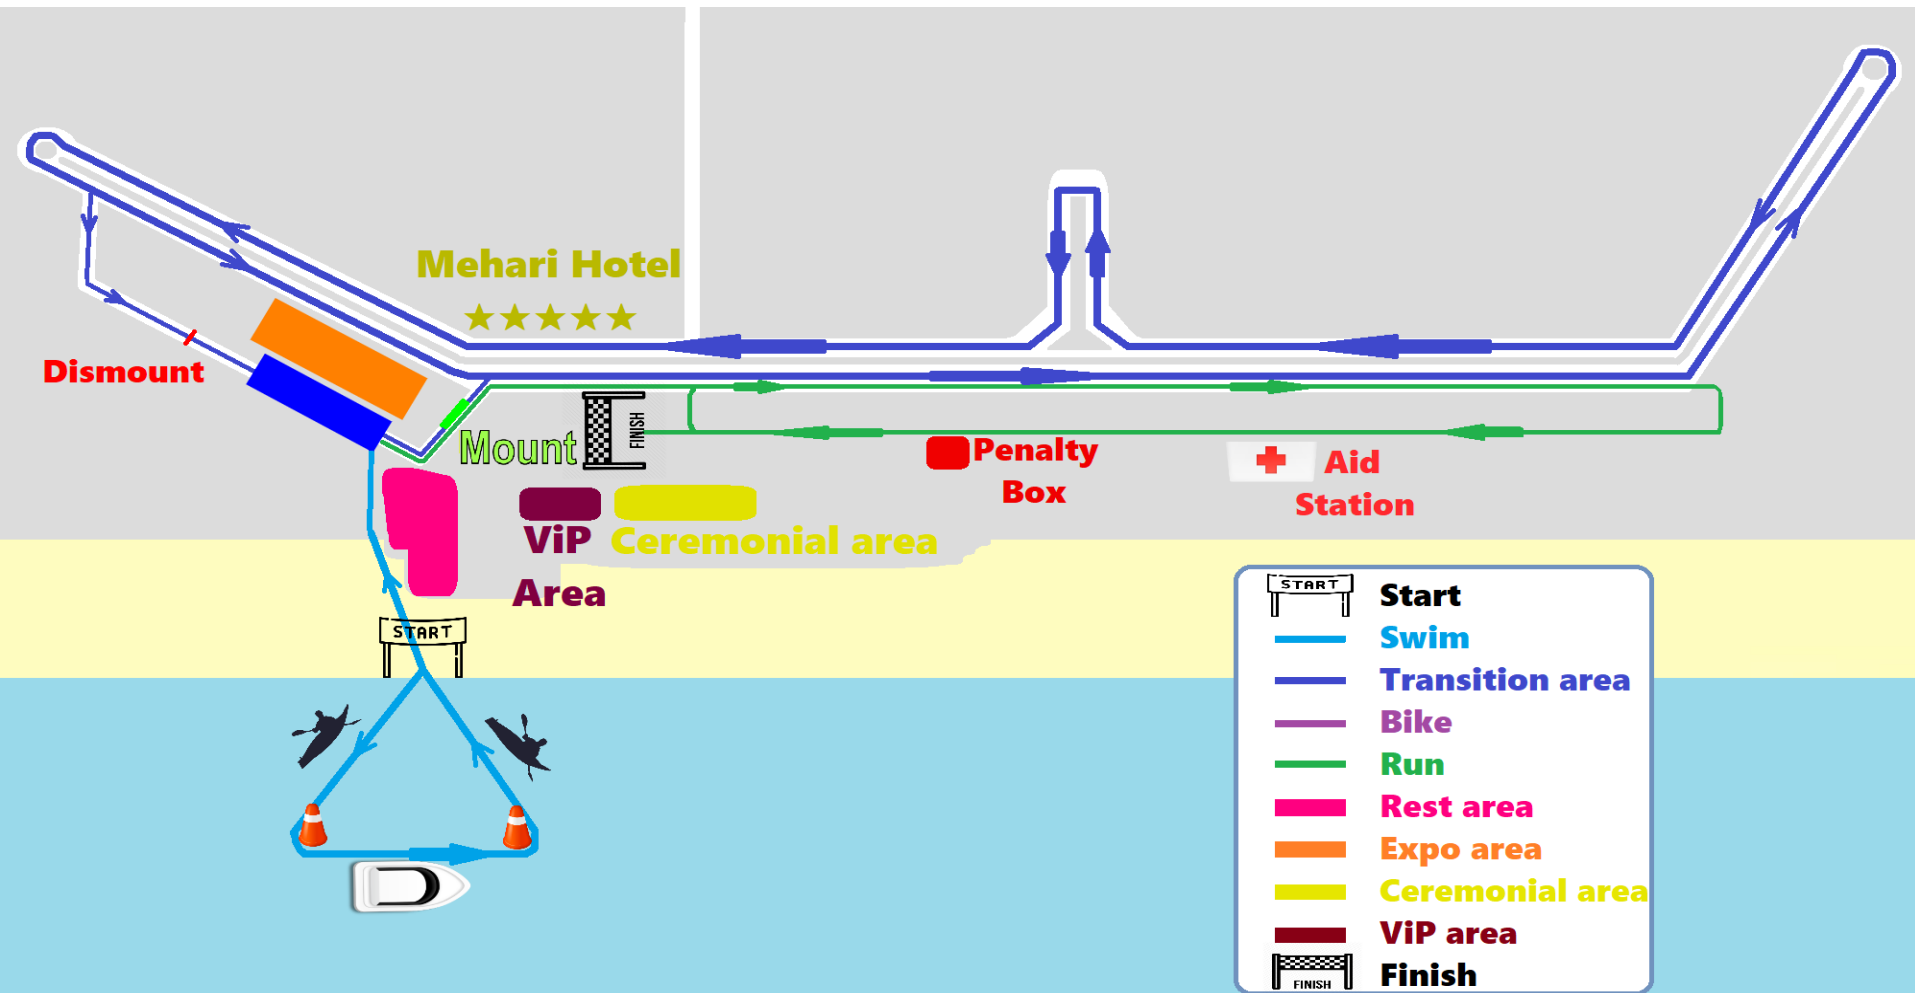 Mehari Hotel
Dismount
Mount
FINISH
Penalty
Box
Aid
Station
ViP
Area
Ceremonial area
START
START
Start
Swim
Transition area
Bike
Run
Rest area
Expo area
Ceremonial area
ViP area
FINISH
Finish